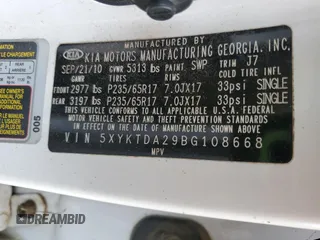 MANUFACTURED BY
KIA KIA MOTORS MANUFACTURING GEORGIA, INC.
SEP/21/10 GVWR 5313 lbs PAINT SWP TRIM J7
GAWR TIRES RIMS COLD TIRE INFL
FRONT 2977 lbs P235/65R17 7.0JX17 33psi SINGLE
REAR 3197 lbs P235/65R17 7.0JX17 33psi SINGLE
THIS VEHICLE CONFORMS TO ALL APPLICABLE U.S.A. FEDERAL
MOTOR VEHICLE SAFETY AND THEFT PREVENTION STANDARDS
IN EFFECT ON THE DATE OF MANUFACTURE SHOWN ABOVE.
VIN 5XYKTDA29BG108668
MPV
005